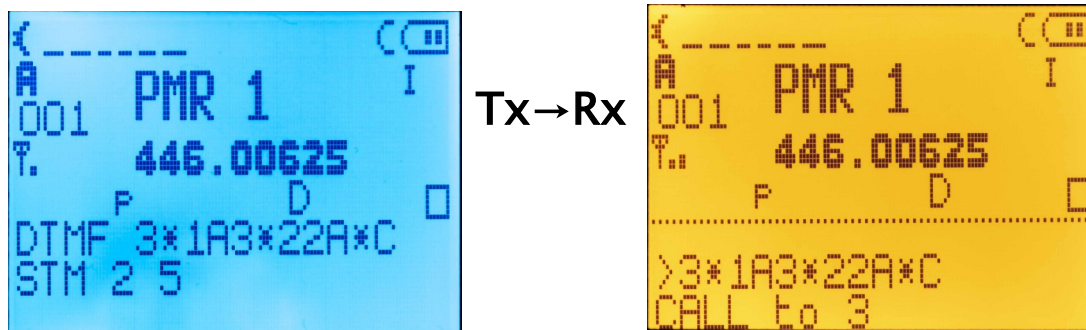 A
001
PMR 1
I
446.00625
P D
DTMF 3*1A3*22A*C
STM 2 5
Tx→Rx
A
001
PMR 1
I
446.00625
P D
>3*1A3*22A*C
CALL to 3